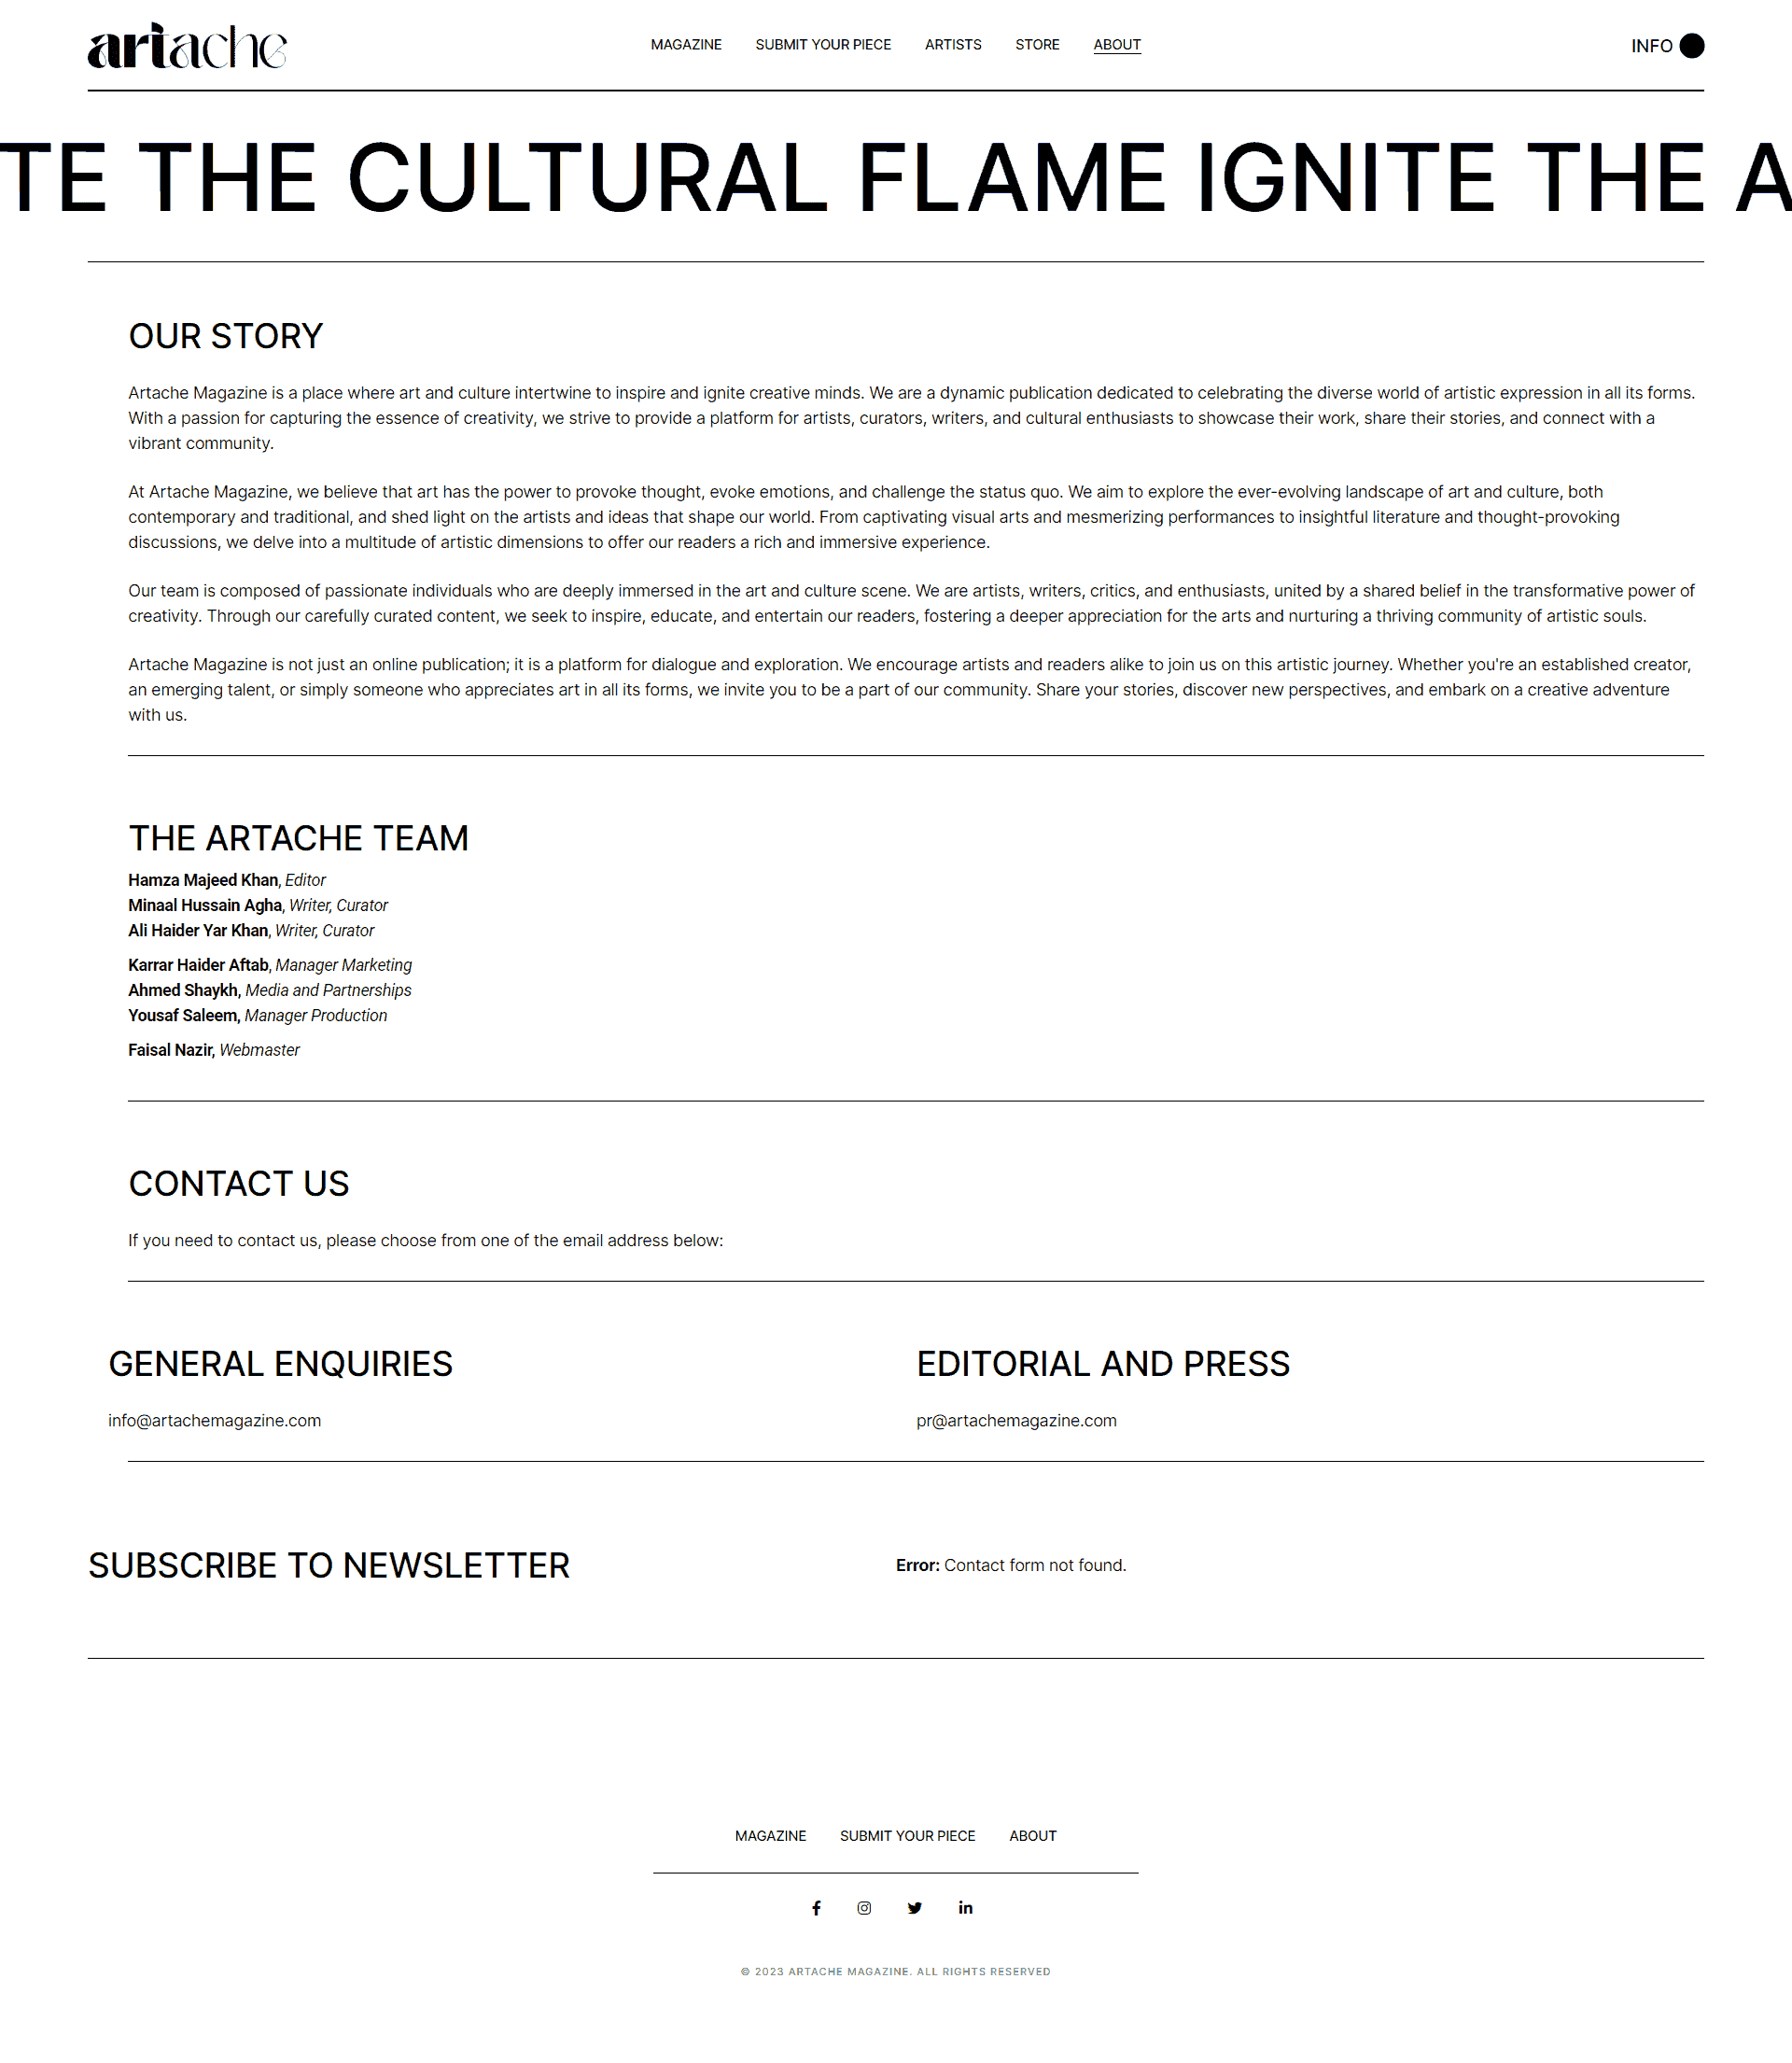 artache
MAGAZINE SUBMIT YOUR PIECE ARTISTS STORE ABOUT
INFO
TE THE CULTURAL FLAME IGNITE THE A
OUR STORY
Artache Magazine is a place where art and culture intertwine to inspire and ignite creative minds. We are a dynamic publication dedicated to celebrating the diverse world of artistic expression in all its forms.
With a passion for capturing the essence of creativity, we strive to provide a platform for artists, curators, writers, and cultural enthusiasts to showcase their work, share their stories, and connect with a
vibrant community.
At Artache Magazine, we believe that art has the power to provoke thought, evoke emotions, and challenge the status quo. We aim to explore the ever-evolving landscape of art and culture, both
contemporary and traditional, and shed light on the artists and ideas that shape our world. From captivating visual arts and mesmerizing performances to insightful literature and thought-provoking
discussions, we delve into a multitude of artistic dimensions to offer our readers a rich and immersive experience.
Our team is composed of passionate individuals who are deeply immersed in the art and culture scene. We are artists, writers, critics, and enthusiasts, united by a shared belief in the transformative power of
creativity. Through our carefully curated content, we seek to inspire, educate, and entertain our readers, fostering a deeper appreciation for the arts and nurturing a thriving community of artistic souls.
Artache Magazine is not just an online publication; it is a platform for dialogue and exploration. We encourage artists and readers alike to join us on this artistic journey. Whether you're an established creator,
an emerging talent, or simply someone who appreciates art in all its forms, we invite you to be a part of our community. Share your stories, discover new perspectives, and embark on a creative adventure
with us.
THE ARTACHE TEAM
Hamza Majeed Khan, Editor
Minaal Hussain Agha, Writer, Curator
Ali Haider Yar Khan, Writer, Curator
Karrar Haider Aftab, Manager Marketing
Ahmed Shaykh, Media and Partnerships
Yousaf Saleem, Manager Production
Faisal Nazir, Webmaster
CONTACT US
If you need to contact us, please choose from one of the email address below:
GENERAL ENQUIRIES
info@artachemagazine.com
EDITORIAL AND PRESS
pr@artachemagazine.com
SUBSCRIBE TO NEWSLETTER
Error: Contact form not found.
MAGAZINE SUBMIT YOUR PIECE ABOUT
© 2023 ARTACHE MAGAZINE. ALL RIGHTS RESERVED